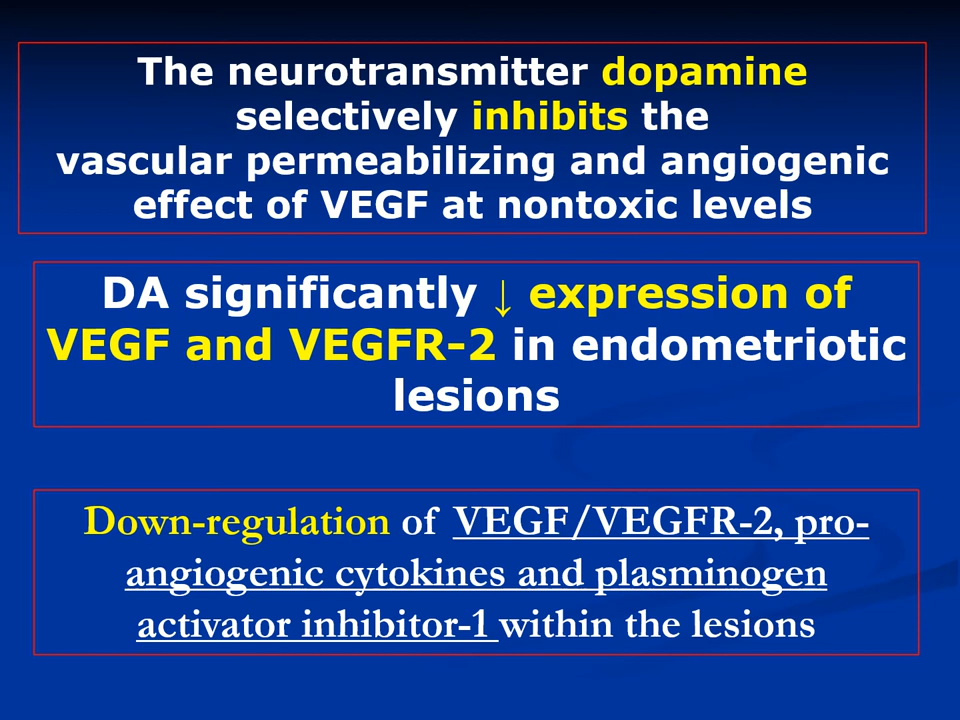 The neurotransmitter dopamine
selectively inhibits the
vascular permeabilizing and angiogenic
effect of VEGF at nontoxic levels
DA significantly ↓ expression of
VEGF and VEGFR-2 in endometriotic
lesions
Down-regulation of VEGF/VEGFR-2, pro-
angiogenic cytokines and plasminogen
activator inhibitor-1 within the lesions